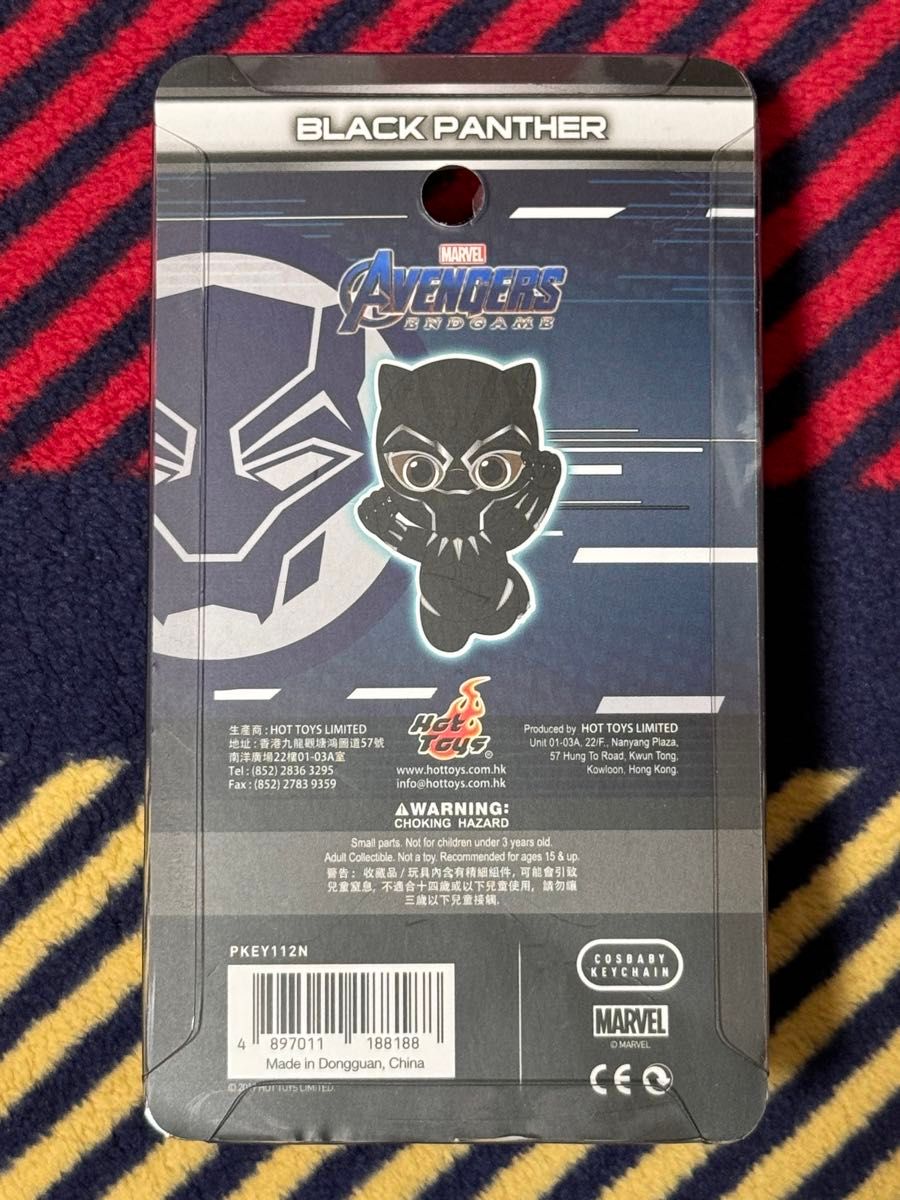 BLACK PANTHER
MARVEL
AVENGERS
ENDGAME
生產商 : HOT TOYS LIMITED
地址 : 香港九龍觀塘鴻圖道57號
南洋廣場22樓01-03A室
Tel : (852) 2836 3295
Fax : (852) 2783 9359
Hot
Toys
®
www.hottoys.com.hk
info@hottoys.com.hk
Produced by HOT TOYS LIMITED
Unit 01-03A, 22/F., Nanyang Plaza,
57 Hung To Road, Kwun Tong,
Kowloon, Hong Kong.
WARNING:
CHOKING HAZARD
Small parts. Not for children under 3 years old.
Adult Collectible. Not a toy. Recommended for ages 15 & up.
警告 : 收藏品 / 玩具內含有精細組件, 可能會引致
兒童窒息, 不適合十四歲或以下兒童使用, 請勿讓
三歲以下兒童接觸.
PKEY112N
4 897011 188188
Made in Dongguan, China
COSBABY
KEYCHAIN
MARVEL
© MARVEL
CE
HOT TOYS LIMITED.